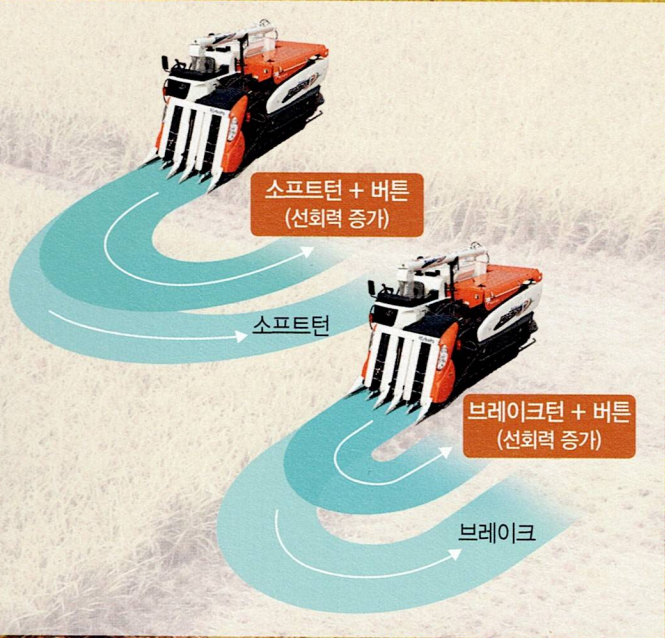 소프트턴 + 버튼
(선회력 증가)
소프트턴
브레이크턴 + 버튼
(선회력 증가)
브레이크